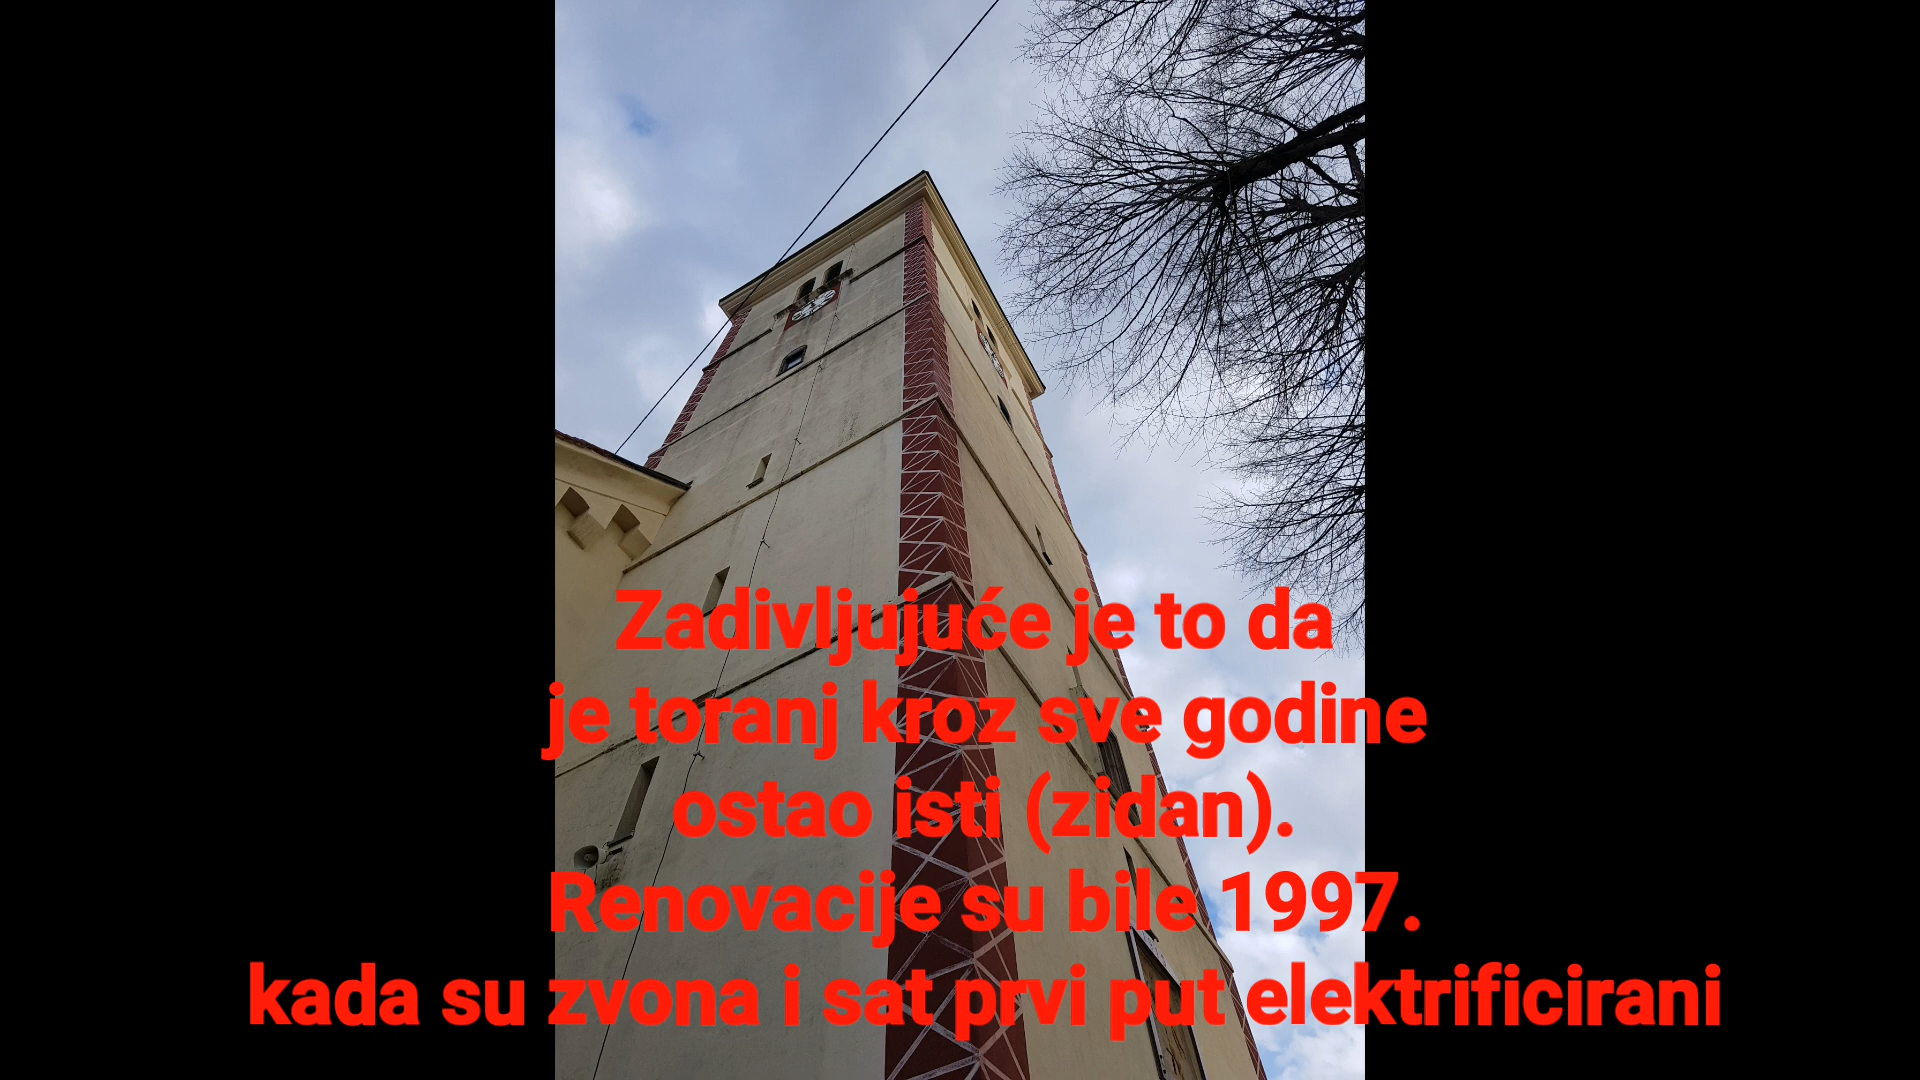 Zadivljujuće je to da
je toranj kroz sve godine
ostao isti (zidan).
Renovacije su bile 1997.
kada su zvona i sat prvi put elektrificirani